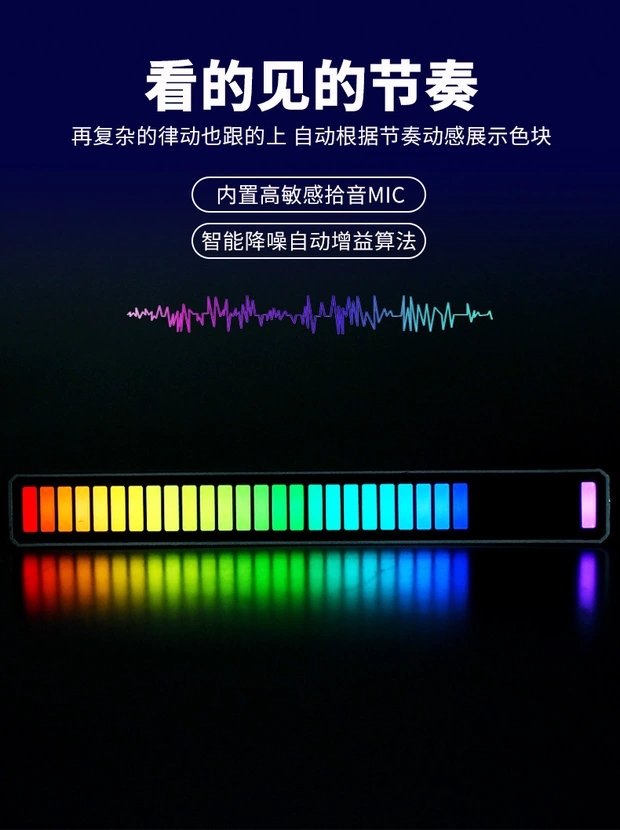 看的见的节奏
再复杂的律动也跟的上 自动根据节奏动感展示色块
内置高敏感拾音MIC
智能降噪自动增益算法